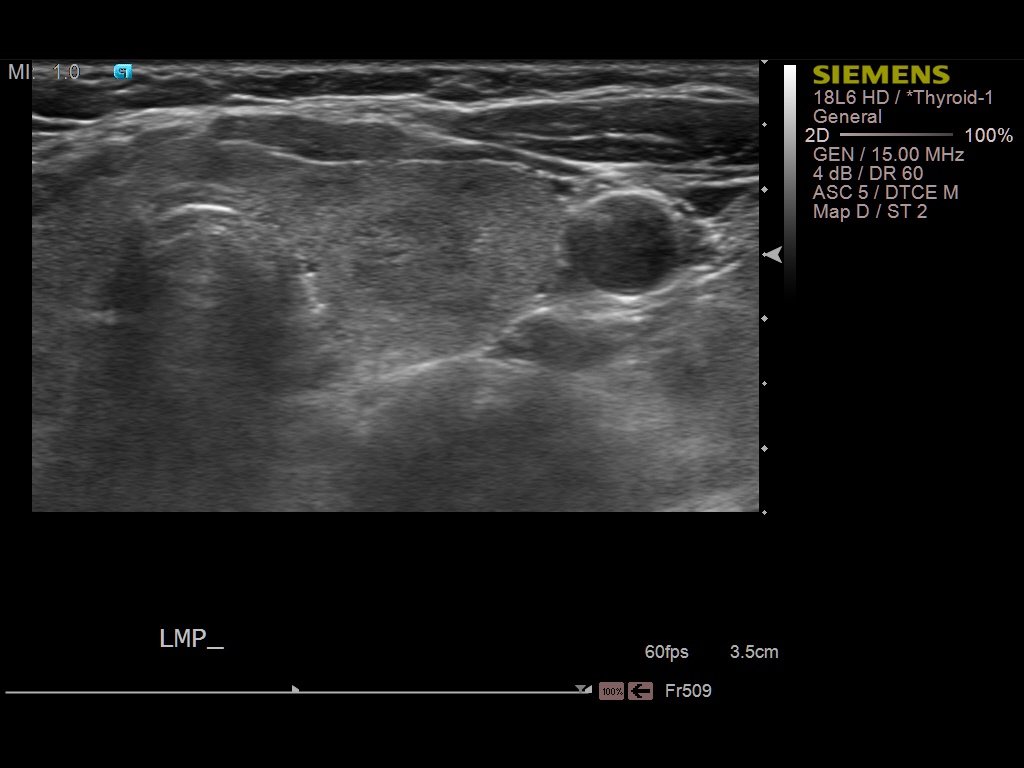 MI: 1.0
SIEMENS
18L6 HD / *Thyroid-1
General
2D 100%
GEN / 15.00 MHz
4 dB / DR 60
ASC 5 / DTCE M
Map D / ST 2
LMP_
60fps 3.5cm
100% Fr509